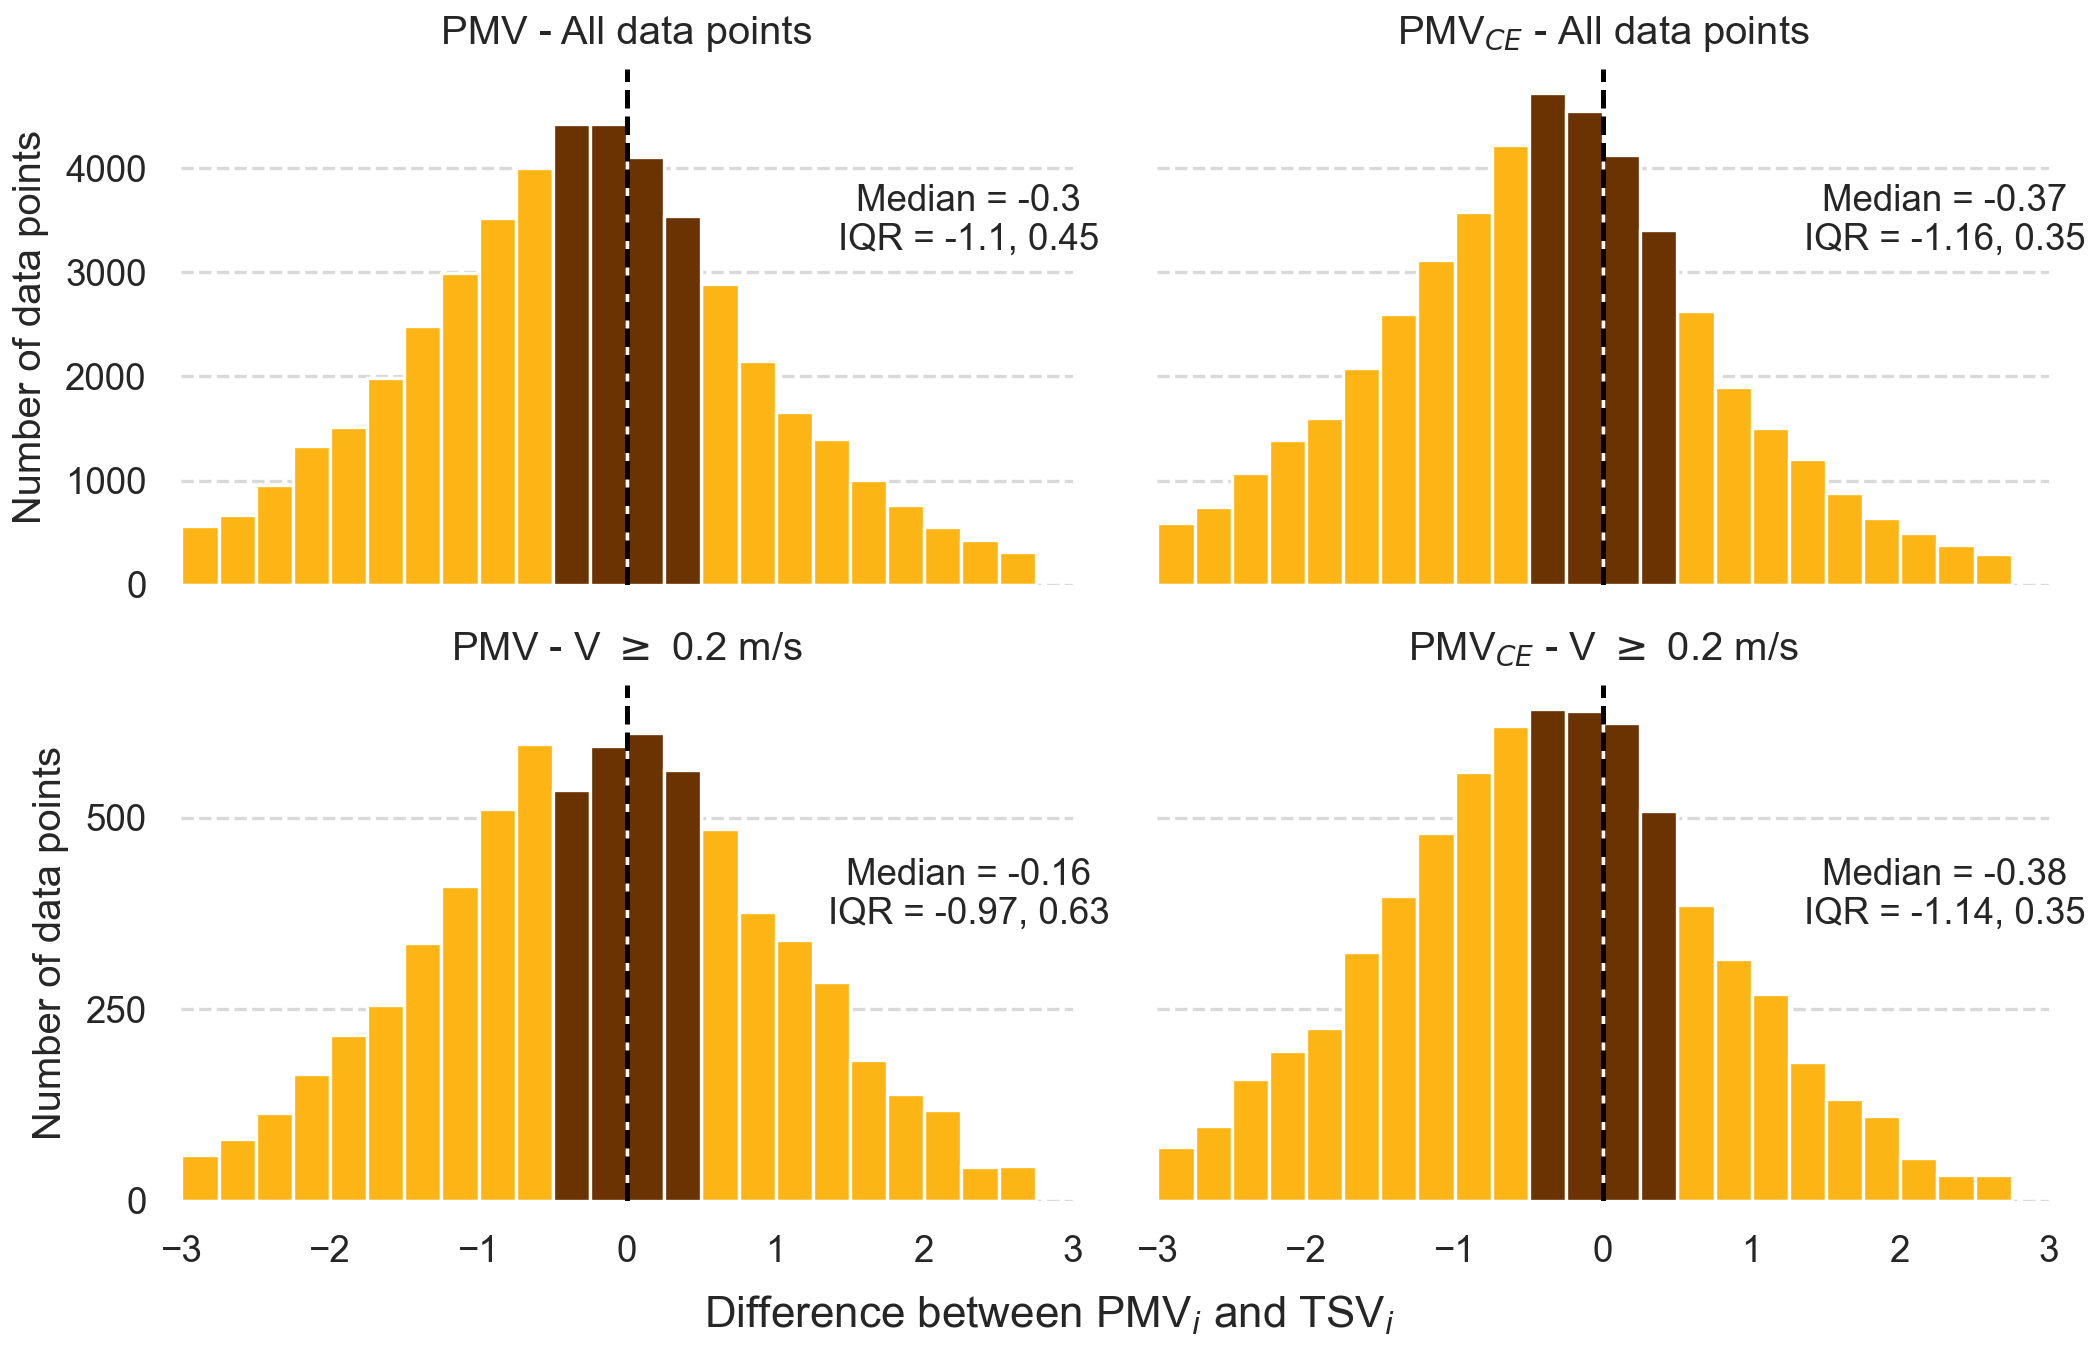 PMV - All data points
PMV_CE - All data points
Number of data points
4000
3000
2000
1000
0
Median = -0.3
IQR = -1.1, 0.45
Median = -0.37
IQR = -1.16, 0.35
PMV - V ≥ 0.2 m/s
PMV_CE - V ≥ 0.2 m/s
Number of data points
500
250
0
Median = -0.16
IQR = -0.97, 0.63
Median = -0.38
IQR = -1.14, 0.35
−3 −2 −1 0 1 2 3
−3 −2 −1 0 1 2 3
Difference between PMV_i and TSV_i